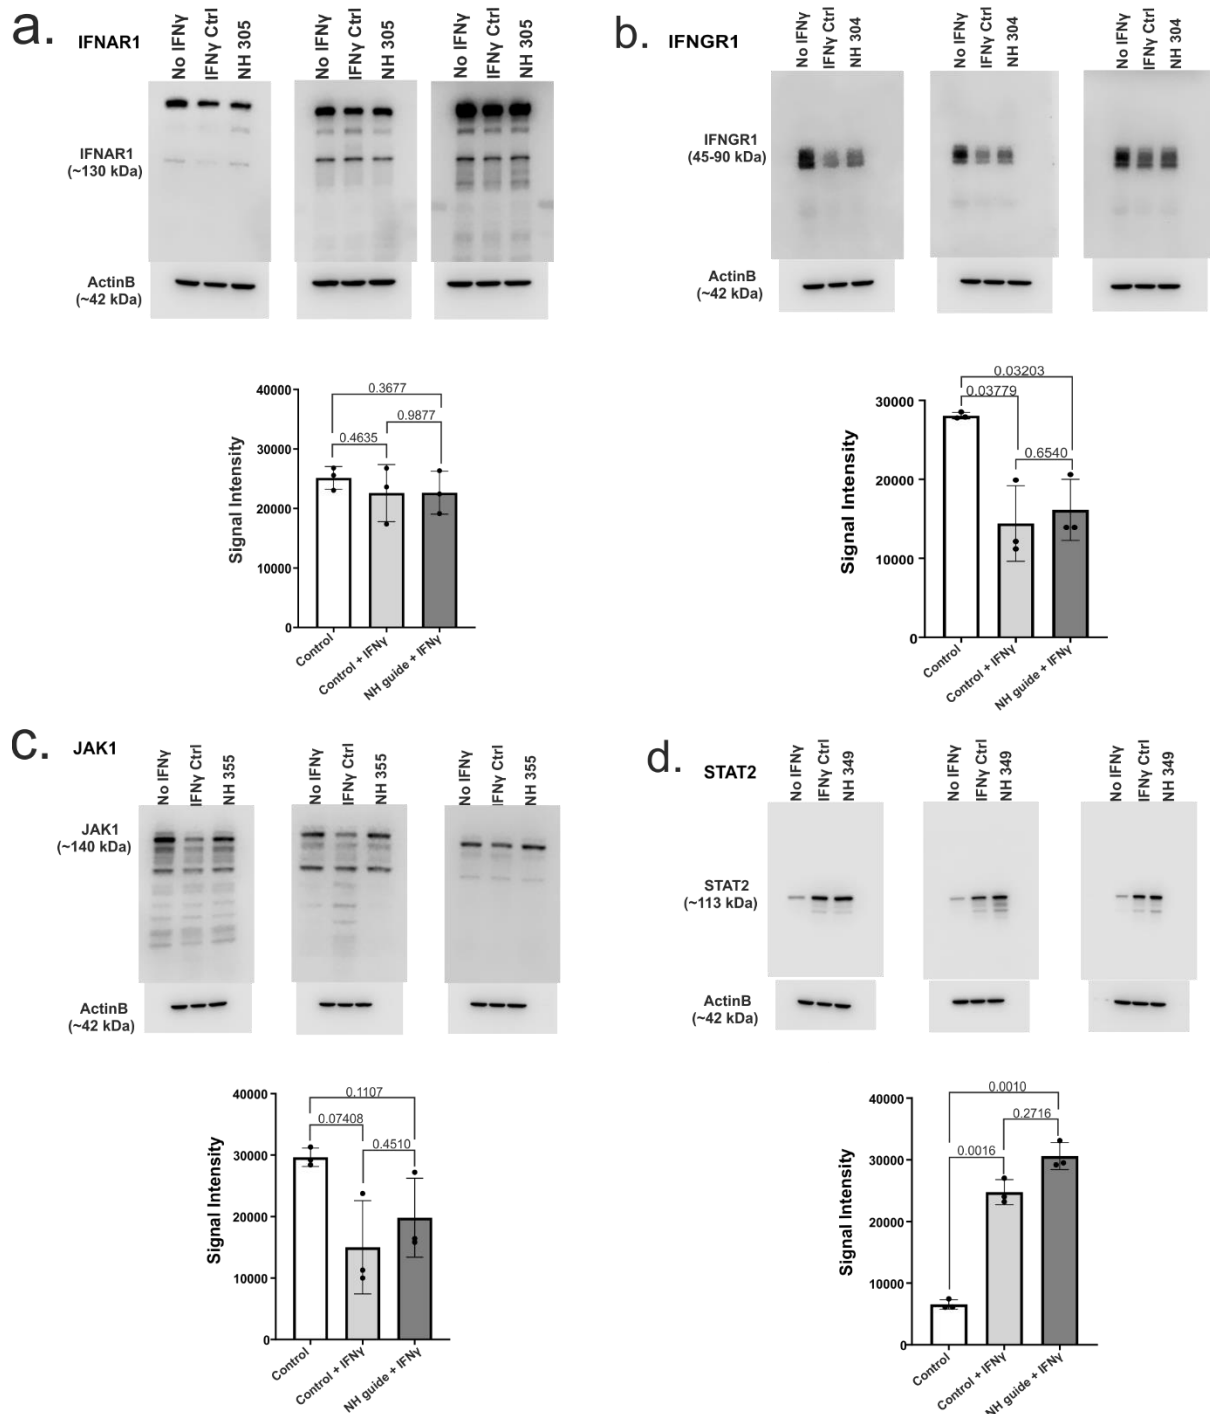 a.
IFNAR1
No IFNγ
IFNγ Ctrl
NH 305
No IFNγ
IFNγ Ctrl
NH 305
No IFNγ
IFNγ Ctrl
NH 305
IFNAR1
(~130 kDa)
ActinB
(~42 kDa)
40000
30000
20000
10000
0
Signal Intensity
0.3677
0.9877
0.4635
Control
Control + IFNγ
NH guide + IFNγ
b.
IFNGR1
No IFNγ
IFNγ Ctrl
NH 304
No IFNγ
IFNγ Ctrl
NH 304
No IFNγ
IFNγ Ctrl
NH 304
IFNGR1
(45-90 kDa)
ActinB
(~42 kDa)
30000
20000
10000
0
Signal Intensity
0.03203
0.03779
0.6540
Control
Control + IFNγ
NH guide + IFNγ
c.
JAK1
No IFNγ
IFNγ Ctrl
NH 355
No IFNγ
IFNγ Ctrl
NH 355
No IFNγ
IFNγ Ctrl
NH 355
JAK1
(~140 kDa)
ActinB
(~42 kDa)
40000
30000
20000
10000
0
Signal Intensity
0.1107
0.07408
0.4510
Control
Control + IFNγ
NH guide + IFNγ
d.
STAT2
No IFNγ
IFNγ Ctrl
NH 349
No IFNγ
IFNγ Ctrl
NH 349
No IFNγ
IFNγ Ctrl
NH 349
STAT2
(~113 kDa)
ActinB
(~42 kDa)
40000
30000
20000
10000
0
Signal Intensity
0.0010
0.2716
0.0016
Control
Control + IFNγ
NH guide + IFNγ